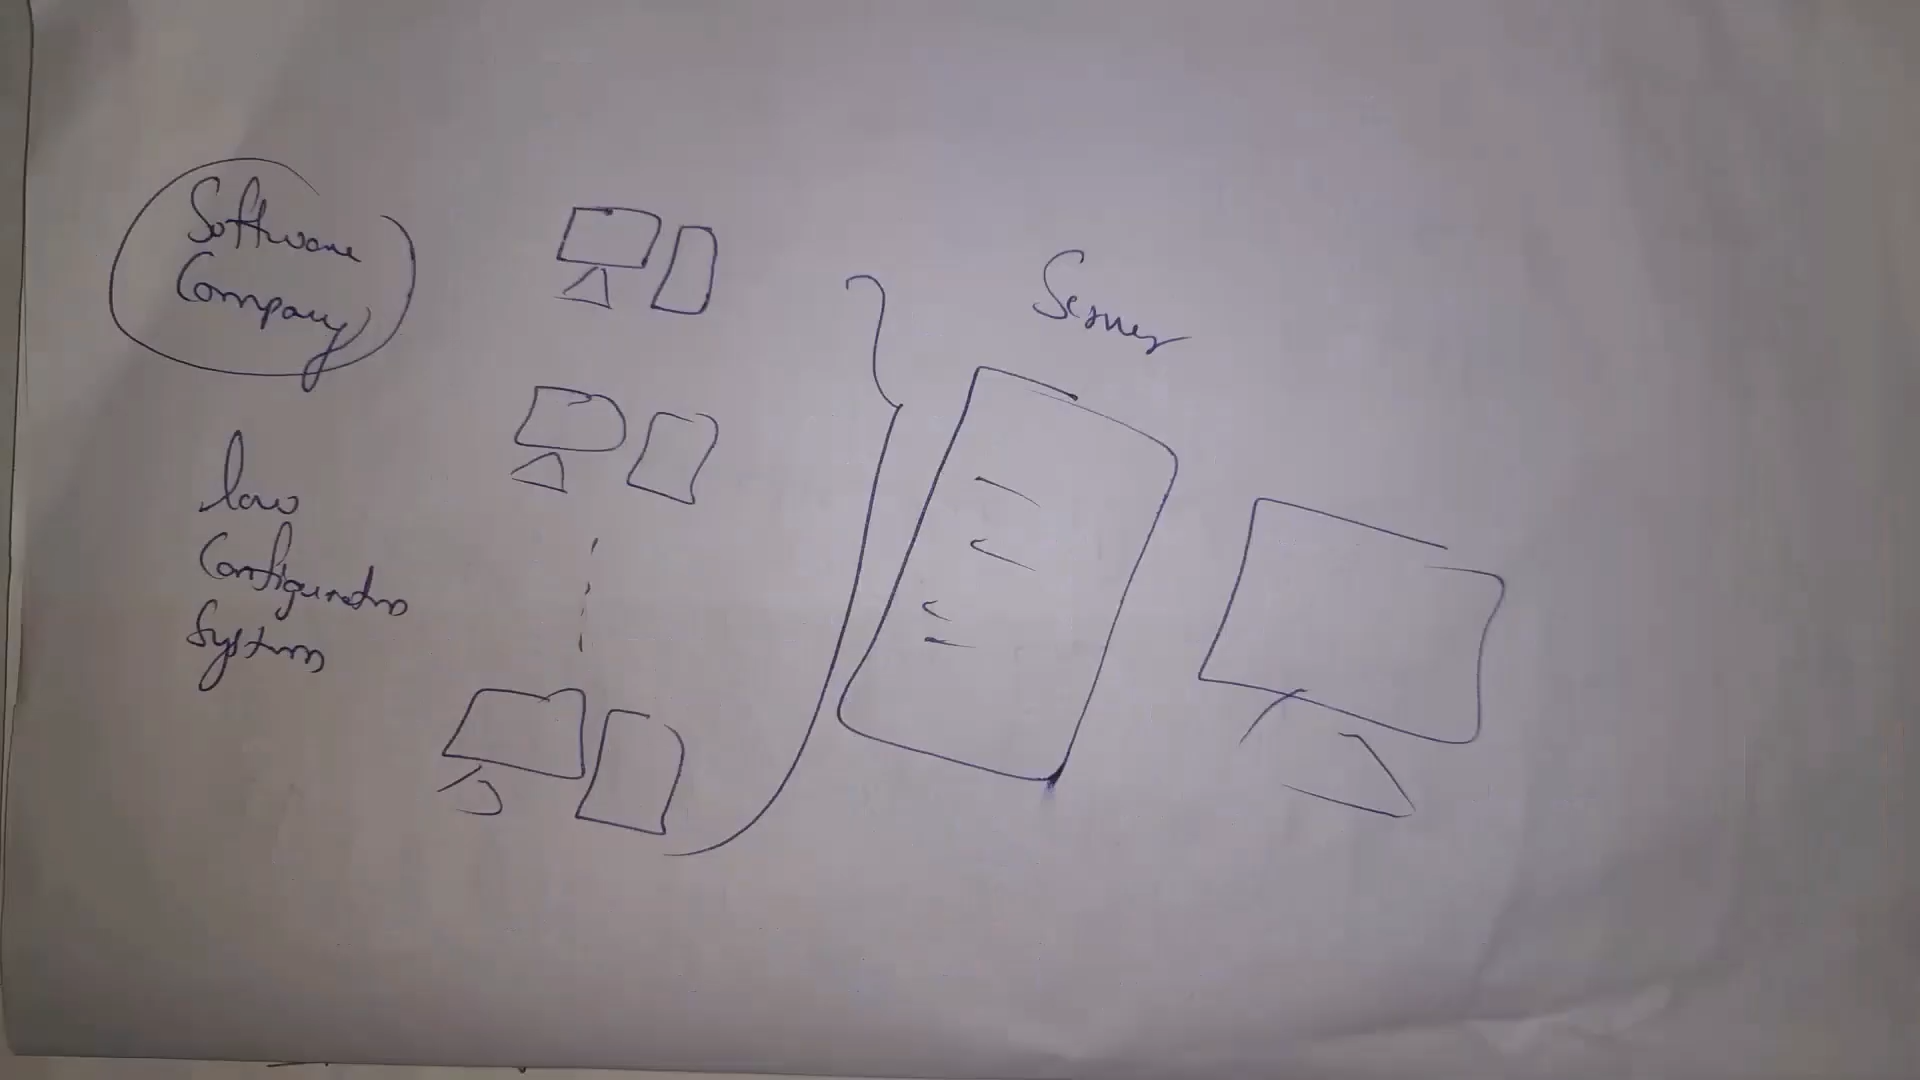 Software
Company
low
Configuration
System
Server